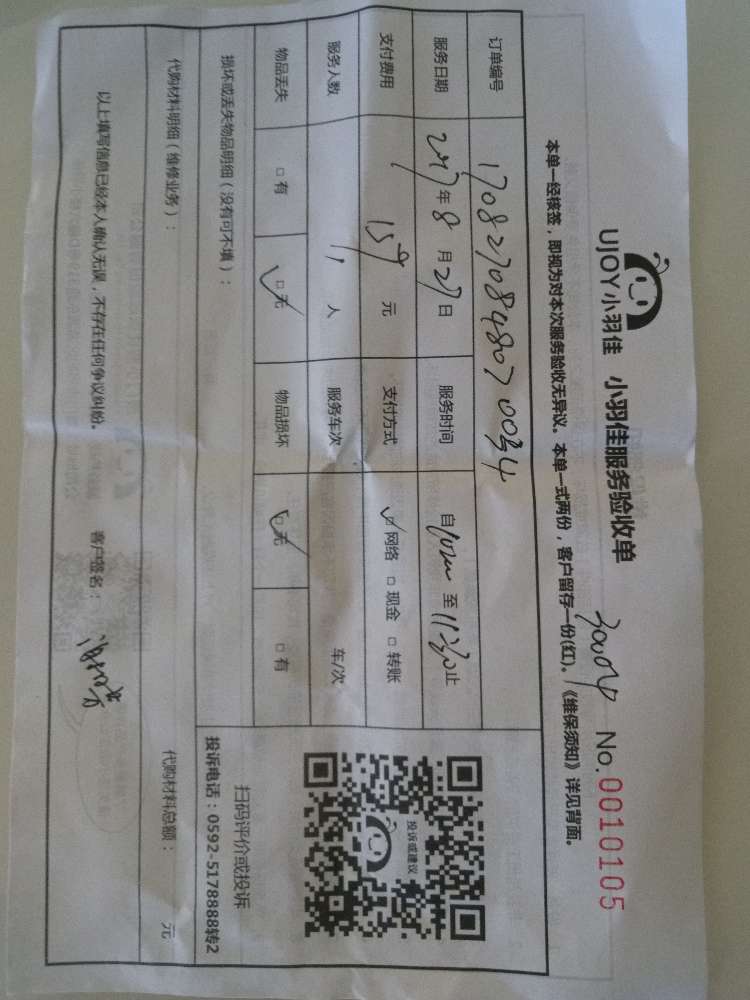 UJOY小羽佳 小羽佳服务验收单 No.0010105
本单一经核签，即视为对本次服务验收无异议。本单一式两份，客户留存一份(红)。《维保须知》详见背面。
订单编号
服务日期 2017年8月27日 服务时间 自 至 11:30止
支付费用 159元 支付方式 □网络 □现金 □转账
服务人数 人 服务车次 车/次
物品丢失 □有 □无 物品损坏 □无 □有
损坏或丢失物品明细（没有可不填）：
代购材料明细（维修业务）： 代购材料总额： 元
以上填写信息已经本人确认无误，不存在任何争议纠纷。 客户签名：
投诉或建议
扫码评价或投诉
投诉电话：0592-5178888转2